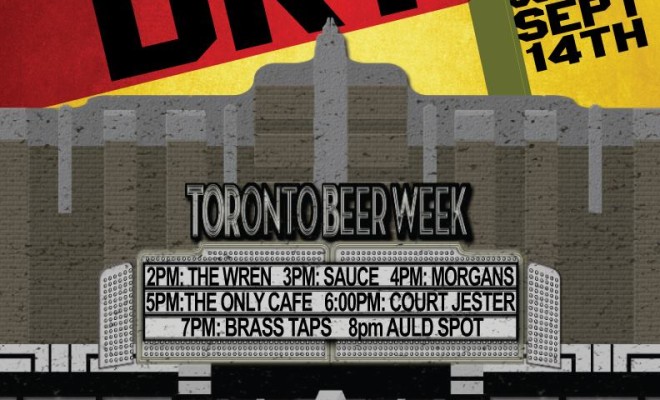 SEPT
14TH
TORONTO BEER WEEK
2PM: THE WREN 3PM: SAUCE 4PM: MORGANS
5PM:THE ONLY CAFE 6:00PM: COURT JESTER
7PM: BRASS TAPS 8pm AULD SPOT